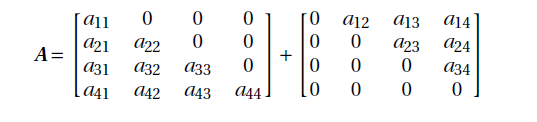 a11 0 0 0 0 a12 a13 a14
a21 a22 0 0 0 0 a23 a24
A = + 
a31 a32 a33 0 0 0 0 a34
a41 a42 a43 a44 0 0 0 0